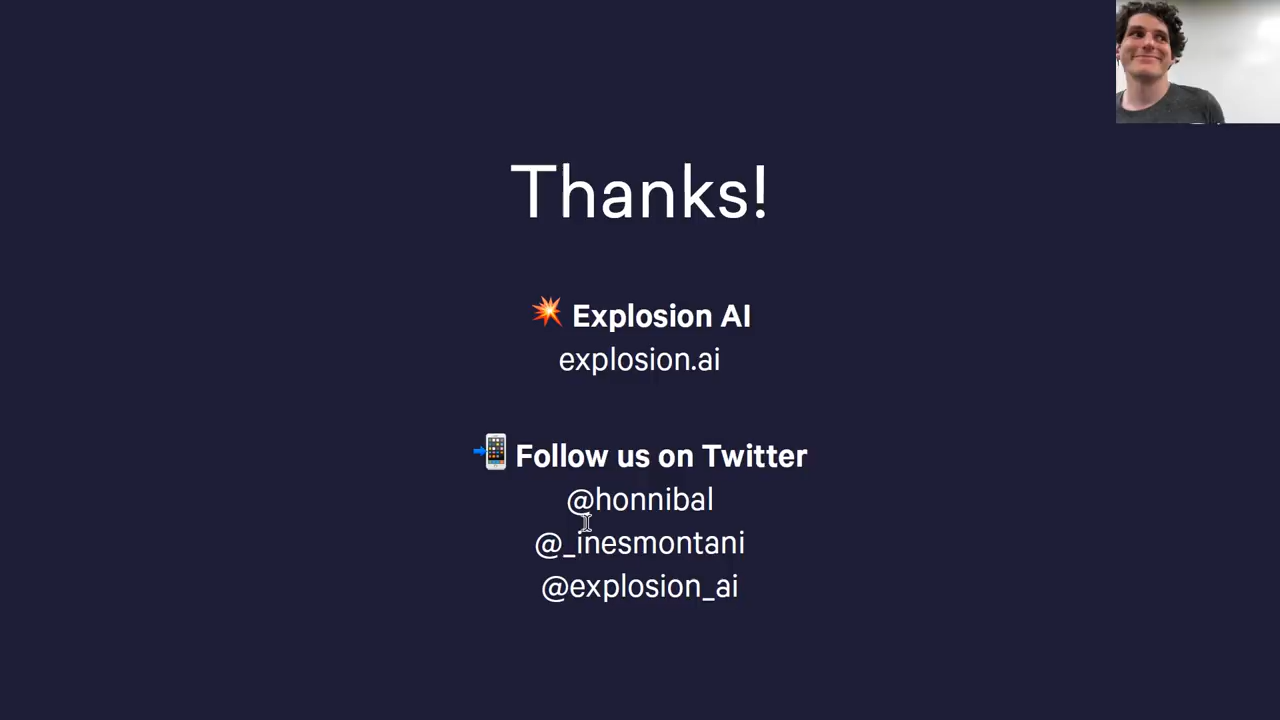 Thanks!
💥 Explosion AI
explosion.ai
📲 Follow us on Twitter
@honnibal
@_inesmontani
@explosion_ai